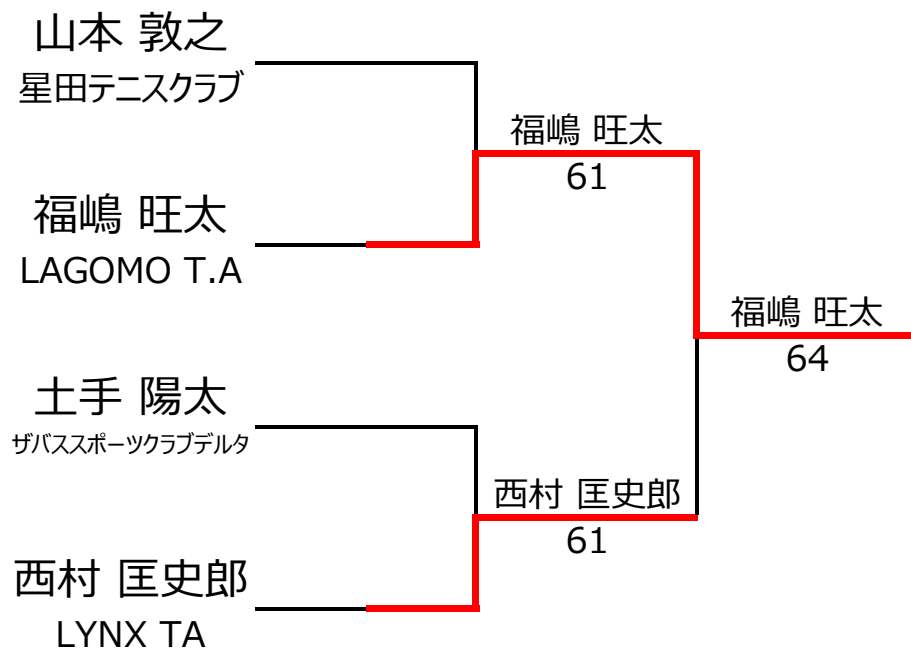 山本 敦之
星田テニスクラブ
福嶋 旺太
61
福嶋 旺太
LAGOMO T.A
福嶋 旺太
64
土手 陽太
ザバススポーツクラブデルタ
西村 匡史郎
61
西村 匡史郎
LYNX TA